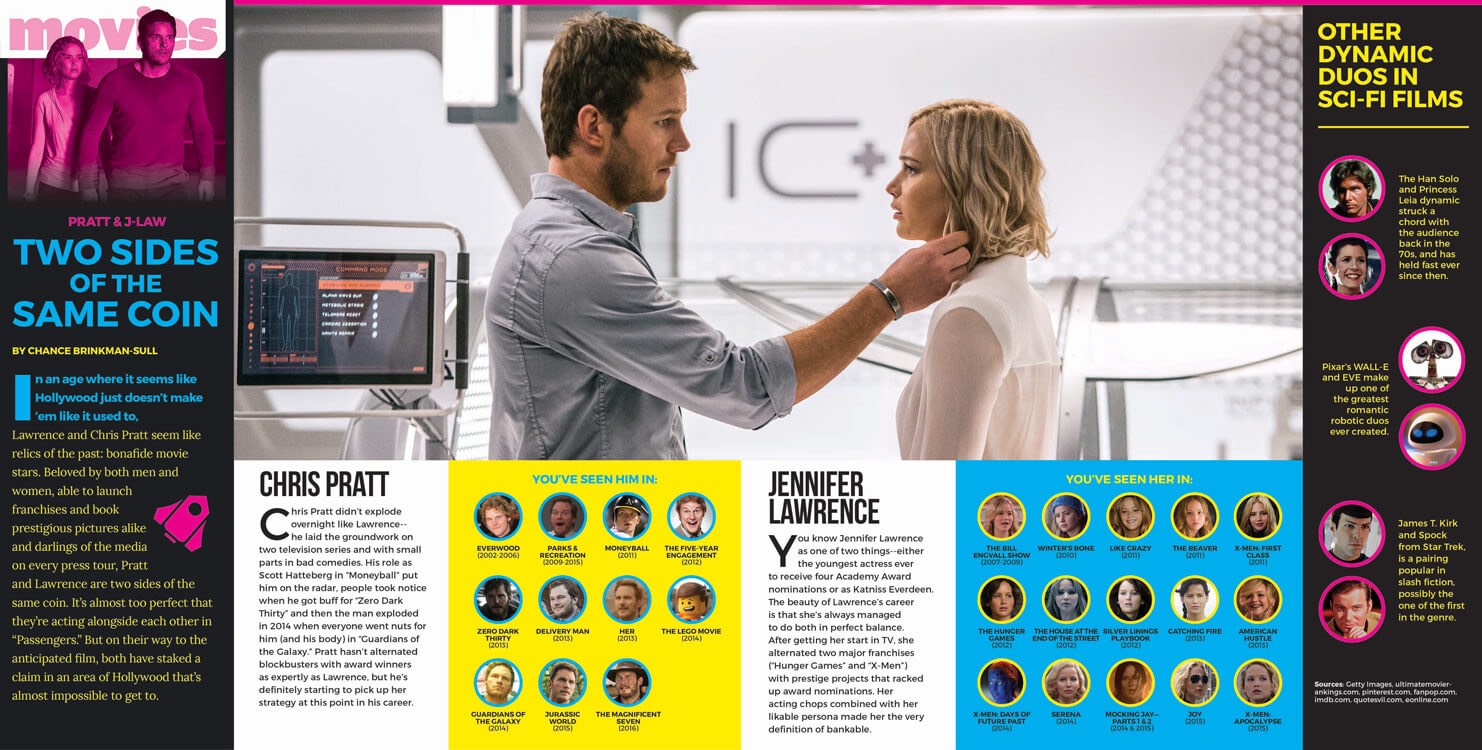 movies
PRATT & J-LAW
TWO SIDES
OF THE
SAME COIN
BY CHANCE BRINKMAN-SULL
In an age where it seems like
Hollywood just doesn't make
'em like it used to,
Lawrence and Chris Pratt seem like
relics of the past: bonafide movie
stars. Beloved by both men and
women, able to launch
franchises and book
prestigious pictures alike
and darlings of the media
on every press tour, Pratt
and Lawrence are two sides of the
same coin. It's almost too perfect that
they're acting alongside each other in
"Passengers." But on their way to the
anticipated film, both have staked a
claim in an area of Hollywood that's
almost impossible to get to.
IC+
COMMAND MODE
ALPHA WAVE SUP.
METABOLIC STASIS
TELOMERE RESET
CARDIAC CESSATION
CHRIS PRATT
Chris Pratt didn't explode
overnight like Lawrence--
he laid the groundwork on
two television series and with small
parts in bad comedies. His role as
Scott Hatteberg in "Moneyball" put
him on the radar, people took notice
when he got buff for "Zero Dark
Thirty" and then the man exploded
in 2014 when everyone went nuts for
him (and his body) in "Guardians of
the Galaxy." Pratt hasn't alternated
blockbusters with award winners
as expertly as Lawrence, but he's
definitely starting to pick up her
strategy at this point in his career.
YOU'VE SEEN HIM IN:
EVERWOOD
(2002-2006)
PARKS &
RECREATION
(2009-2015)
MONEYBALL
(2011)
THE FIVE-YEAR
ENGAGEMENT
(2012)
ZERO DARK
THIRTY
(2013)
DELIVERY MAN
(2013)
HER
(2013)
THE LEGO MOVIE
(2014)
GUARDIANS OF
THE GALAXY
(2014)
JURASSIC
WORLD
(2015)
THE MAGNIFICENT
SEVEN
(2016)
JENNIFER
LAWRENCE
You know Jennifer Lawrence
as one of two things--either
the youngest actress ever
to receive four Academy Award
nominations or as Katniss Everdeen.
The beauty of Lawrence's career
is that she's always managed
to do both in perfect balance.
After getting her start in TV, she
alternated two major franchises
("Hunger Games" and "X-Men")
with prestige projects that racked
up award nominations. Her
acting chops combined with her
likable persona made her the very
definition of bankable.
YOU'VE SEEN HER IN:
THE BILL
ENGVALL SHOW
(2007-2009)
WINTER'S BONE
(2010)
LIKE CRAZY
(2011)
THE BEAVER
(2011)
X-MEN: FIRST
CLASS
(2011)
THE HUNGER
GAMES
(2012)
THE HOUSE AT THE
END OF THE STREET
(2012)
SILVER LININGS
PLAYBOOK
(2012)
CATCHING FIRE
(2013)
AMERICAN
HUSTLE
(2013)
X-MEN: DAYS OF
FUTURE PAST
(2014)
SERENA
(2014)
MOCKING JAY—
PARTS 1 & 2
(2014 & 2015)
JOY
(2015)
X-MEN:
APOCALYPSE
(2015)
OTHER
DYNAMIC
DUOS IN
SCI-FI FILMS
The Han Solo
and Princess
Leia dynamic
struck a
chord with
the audience
back in the
70s, and has
held fast ever
since then.
Pixar's WALL-E
and EVE make
up one of
the greatest
romantic
robotic duos
ever created.
James T. Kirk
and Spock
from Star Trek,
is a pairing
popular in
slash fiction,
possibly the
one of the first
in the genre.
Sources: Getty Images, ultimatemovier-
ankings.com, pinterest.com, fanpop.com,
imdb.com, quotesvil.com, eonline.com